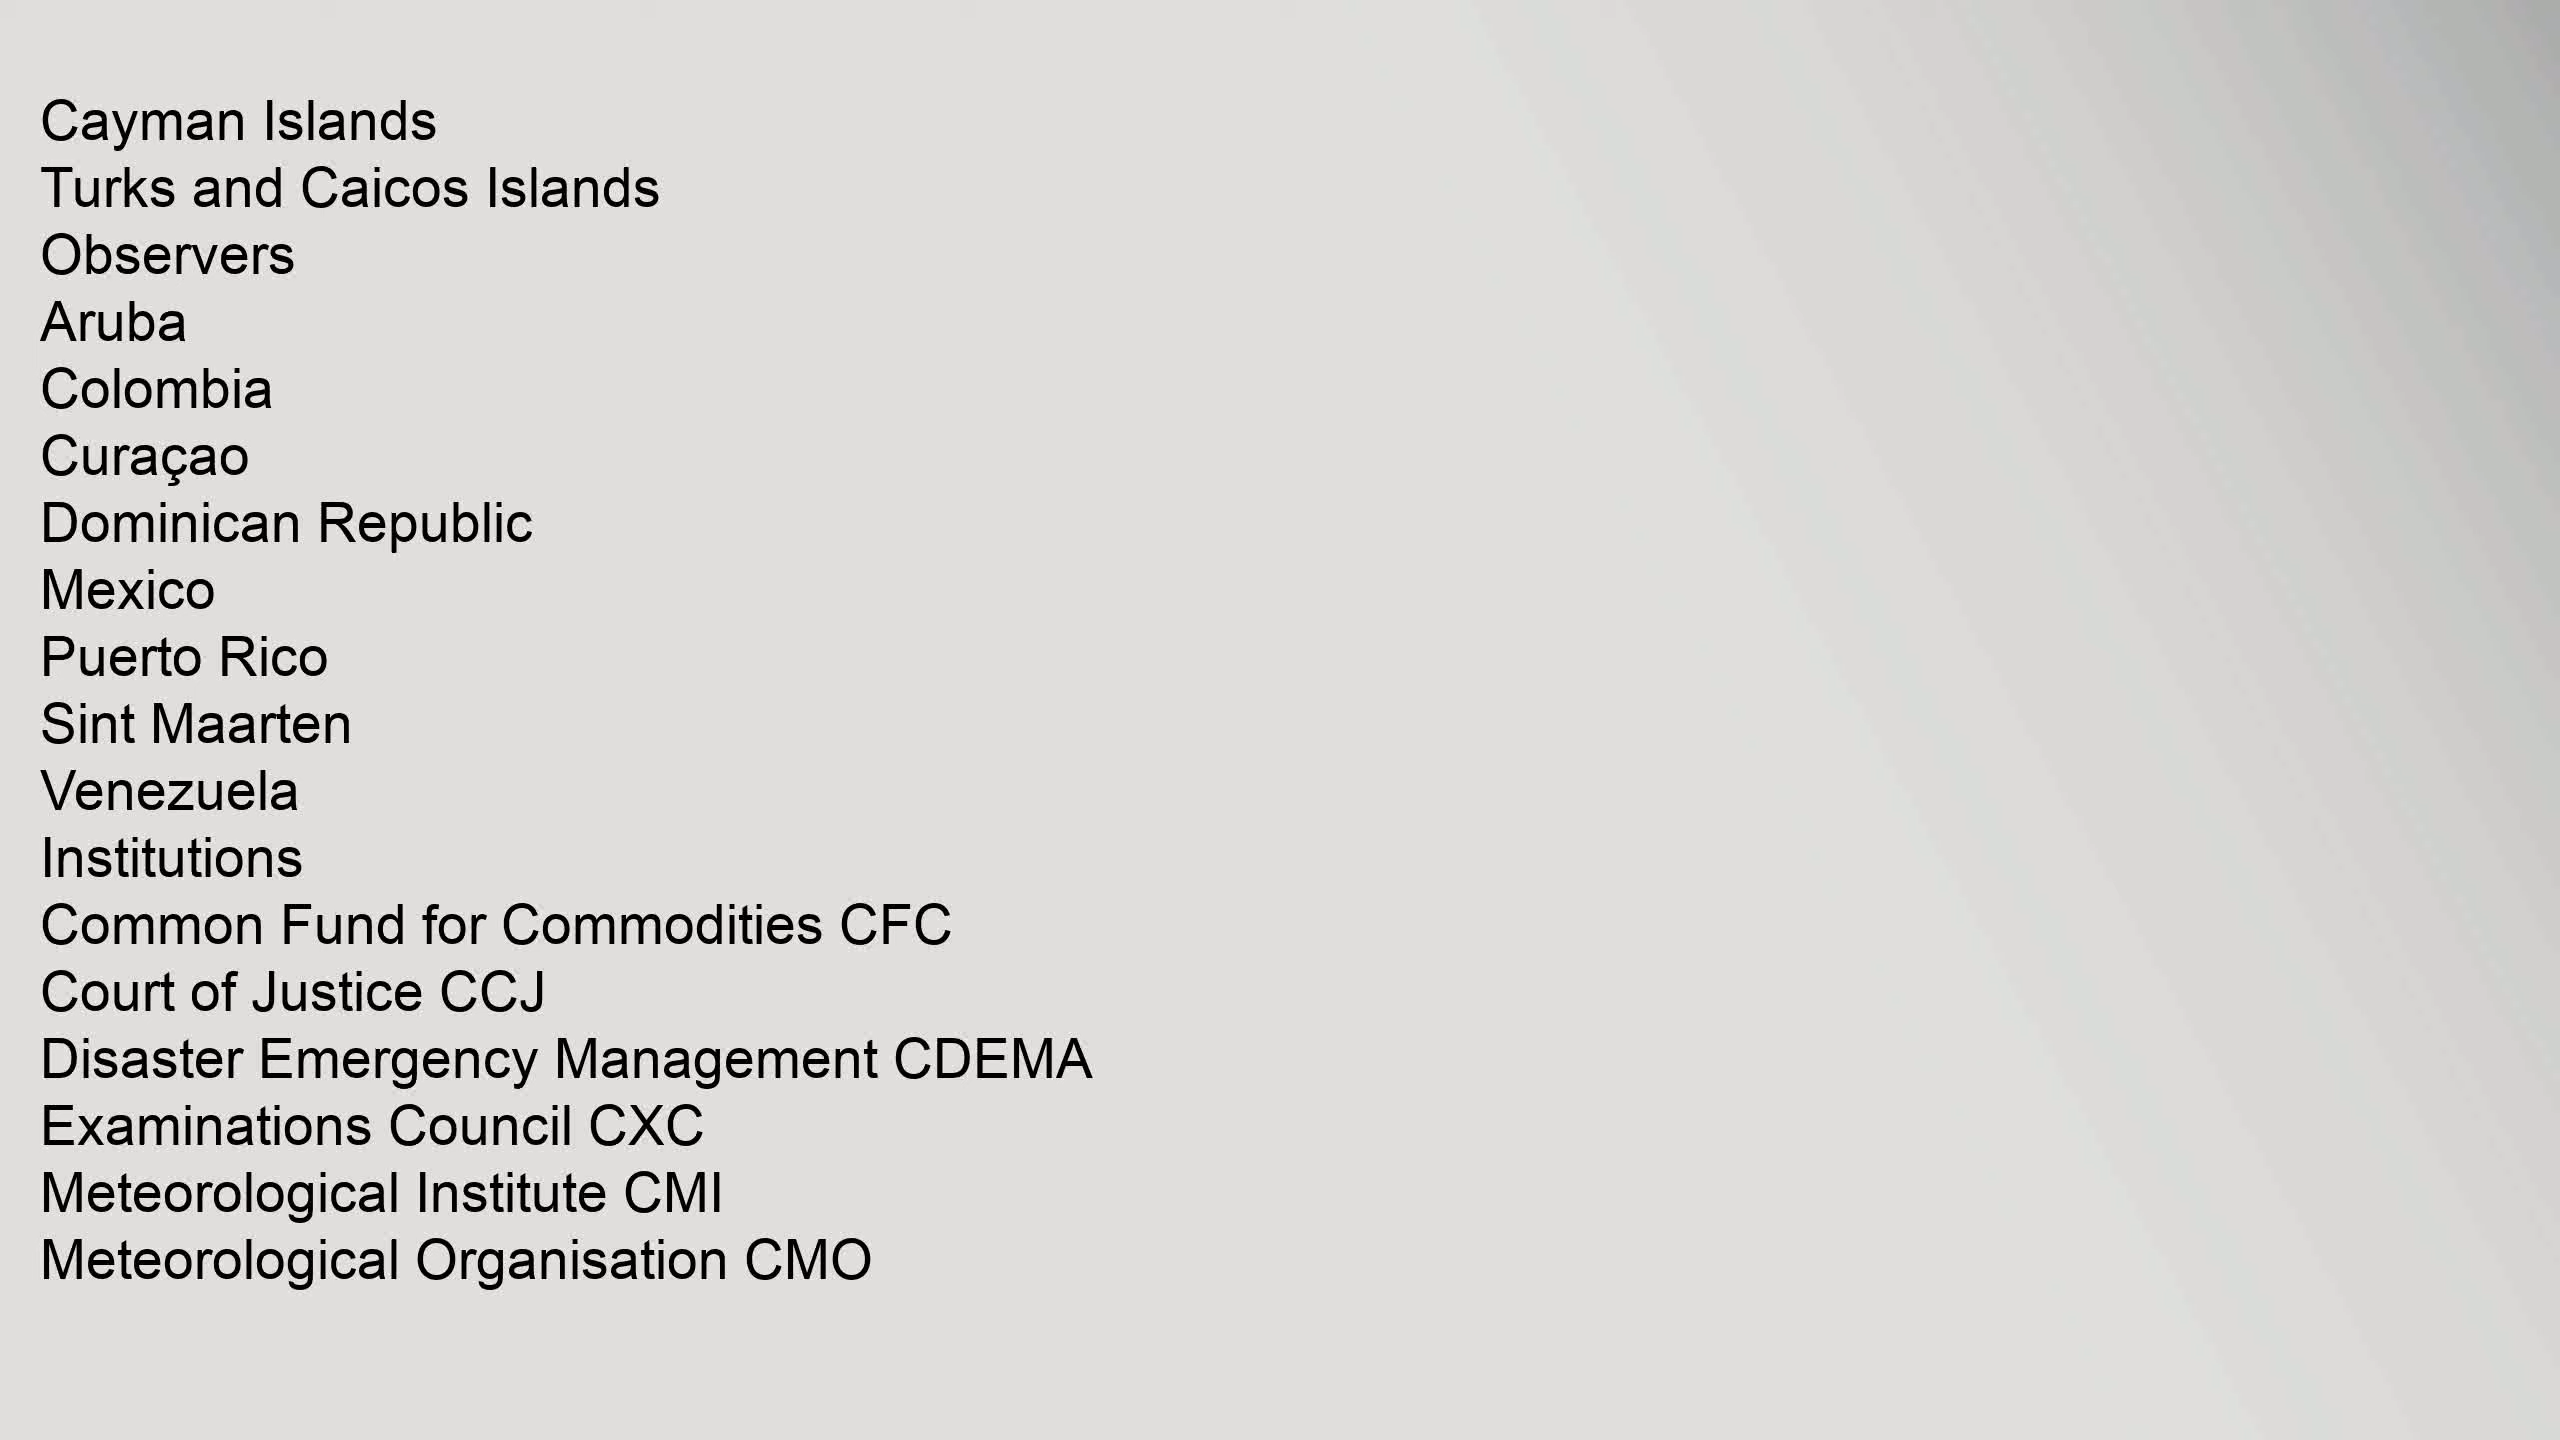 Cayman Islands
Turks and Caicos Islands
Observers
Aruba
Colombia
Curaçao
Dominican Republic
Mexico
Puerto Rico
Sint Maarten
Venezuela
Institutions
Common Fund for Commodities CFC
Court of Justice CCJ
Disaster Emergency Management CDEMA
Examinations Council CXC
Meteorological Institute CMI
Meteorological Organisation CMO